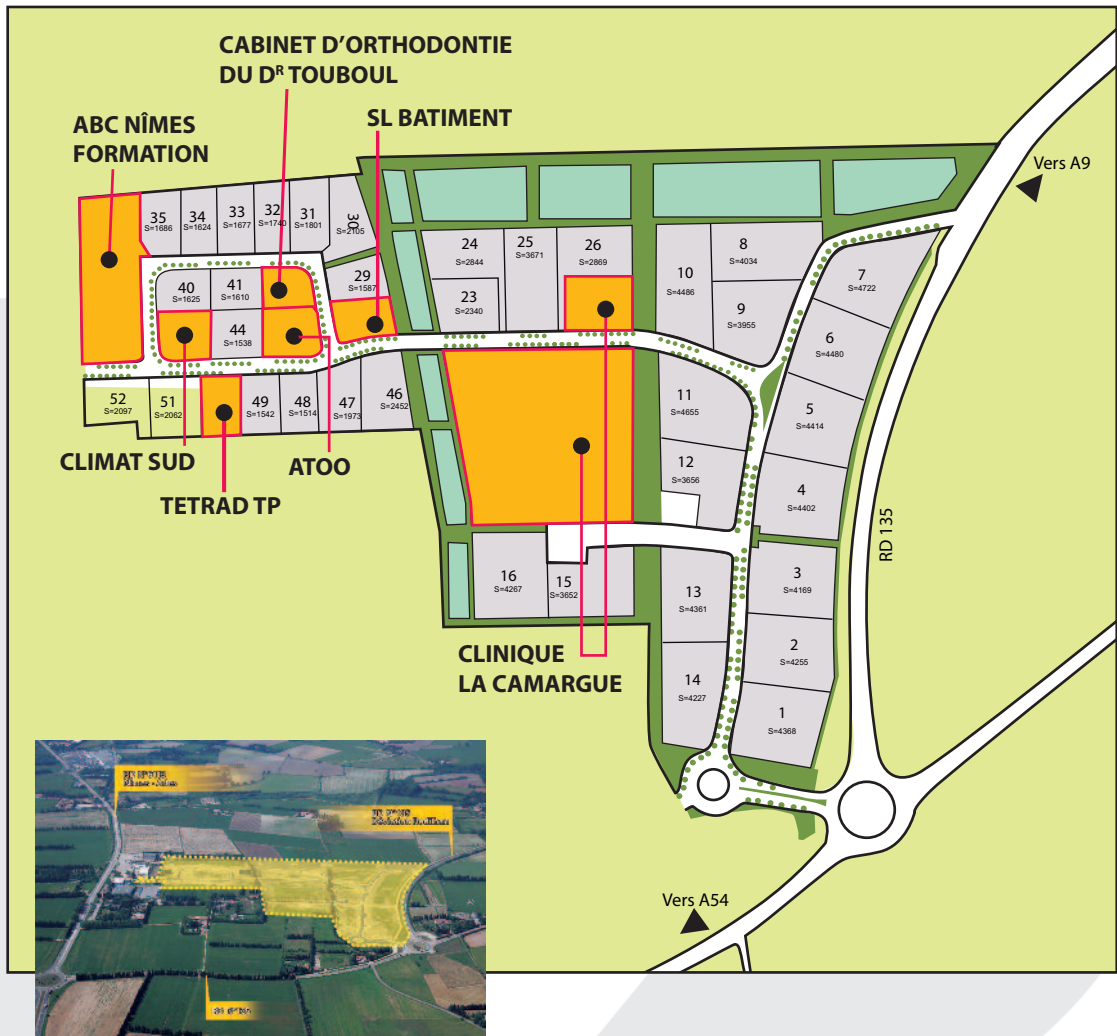 CABINET D'ORTHODONTIE
DU Dᴿ TOUBOUL
ABC NÎMES
FORMATION
SL BATIMENT
Vers A9
35
S=1686
34
S=1624
33
S=1677
32
S=1740
31
S=1801
30
S=2105
40
S=1625
41
S=1610
44
S=1538
29
S=1587
24
S=2844
23
S=2340
25
S=3671
26
S=2869
10
S=4486
8
S=4034
9
S=3955
7
S=4722
6
S=4480
5
S=4414
4
S=4402
3
S=4169
2
S=4255
1
S=4368
11
S=4655
12
S=3656
13
S=4361
14
S=4227
16
S=4267
15
S=3652
52
S=2097
51
S=2062
49
S=1542
48
S=1514
47
S=1973
46
S=2452
CLIMAT SUD
TETRAD TP
ATOO
CLINIQUE
LA CAMARGUE
RD 135
Vers A54